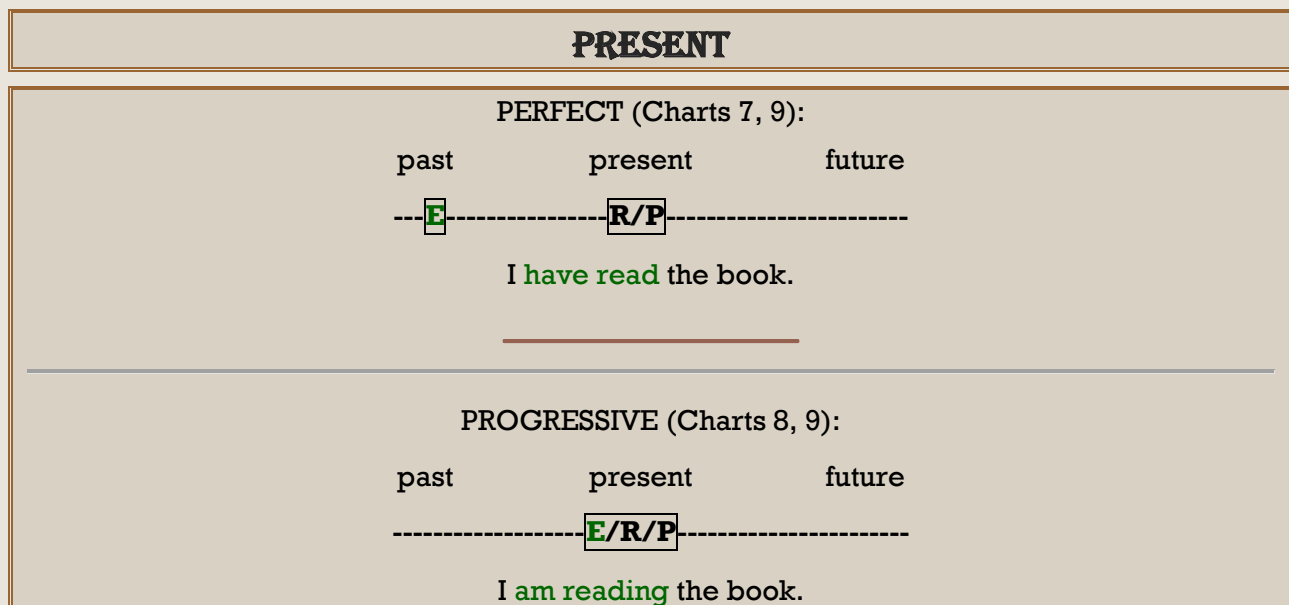 PRESENT
PERFECT (Charts 7, 9):
past present future
---E----------------R/P------------------------
I have read the book.
PROGRESSIVE (Charts 8, 9):
past present future
-------------------E/R/P-----------------------
I am reading the book.